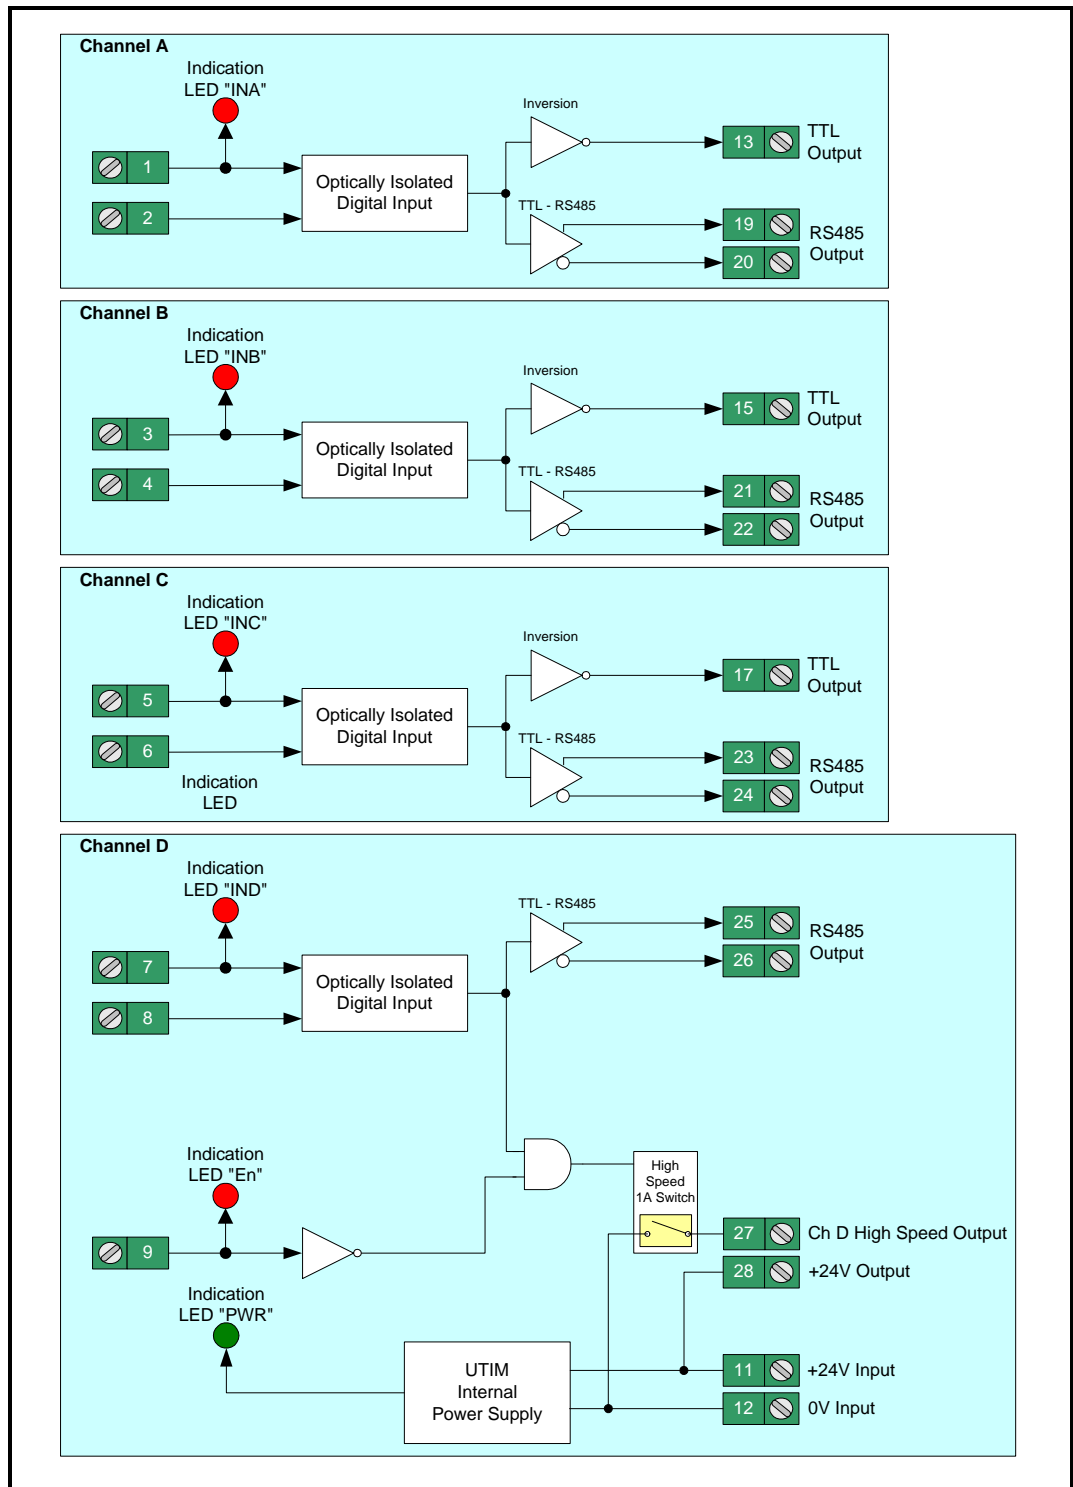 Channel A
Indication
LED "INA"
Inversion
1
2
Optically Isolated
Digital Input
TTL - RS485
13
TTL
Output
19
20
RS485
Output
Channel B
Indication
LED "INB"
Inversion
3
4
Optically Isolated
Digital Input
TTL - RS485
15
TTL
Output
21
22
RS485
Output
Channel C
Indication
LED "INC"
Inversion
5
6
Optically Isolated
Digital Input
TTL - RS485
17
TTL
Output
23
24
RS485
Output
Indication
LED
Channel D
Indication
LED "IND"
TTL - RS485
7
8
Optically Isolated
Digital Input
25
26
RS485
Output
Indication
LED "En"
9
High
Speed
1A Switch
27
Ch D High Speed Output
28
+24V Output
Indication
LED "PWR"
UTIM
Internal
Power Supply
11
+24V Input
12
0V Input